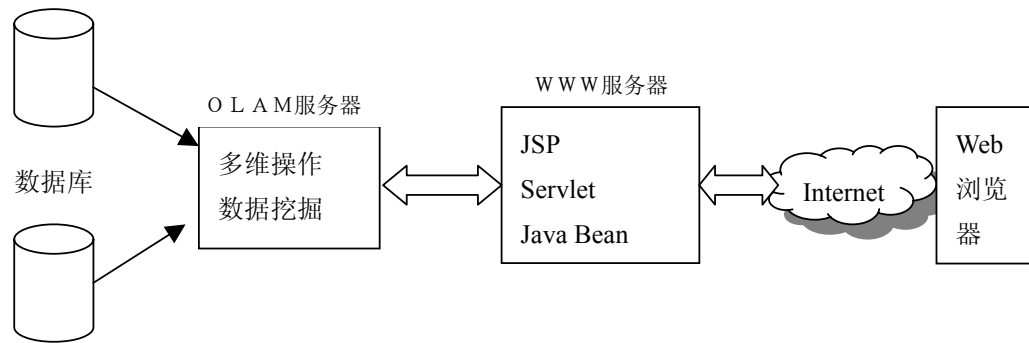 数据库
ＯＬＡＭ服务器
多维操作
数据挖掘
ＷＷＷ服务器
JSP
Servlet
Java Bean
Internet
Web
浏览
器